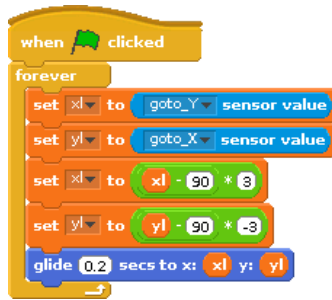 when clicked
forever
set xl to goto_Y sensor value
set yl to goto_X sensor value
set xl to xl - 90 * 3
set yl to yl - 90 * -3
glide 0.2 secs to x: xl y: yl